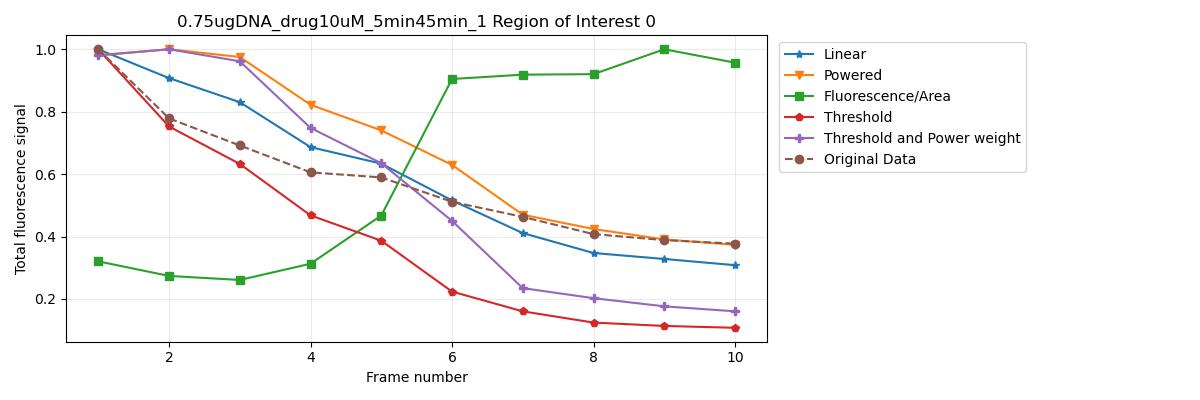 0.75ugDNA_drug10uM_5min45min_1 Region of Interest 0
Total fluorescence signal
1.0
0.8
0.6
0.4
0.2
2 4 6 8 10
Frame number
Linear
Powered
Fluorescence/Area
Threshold
Threshold and Power weight
Original Data